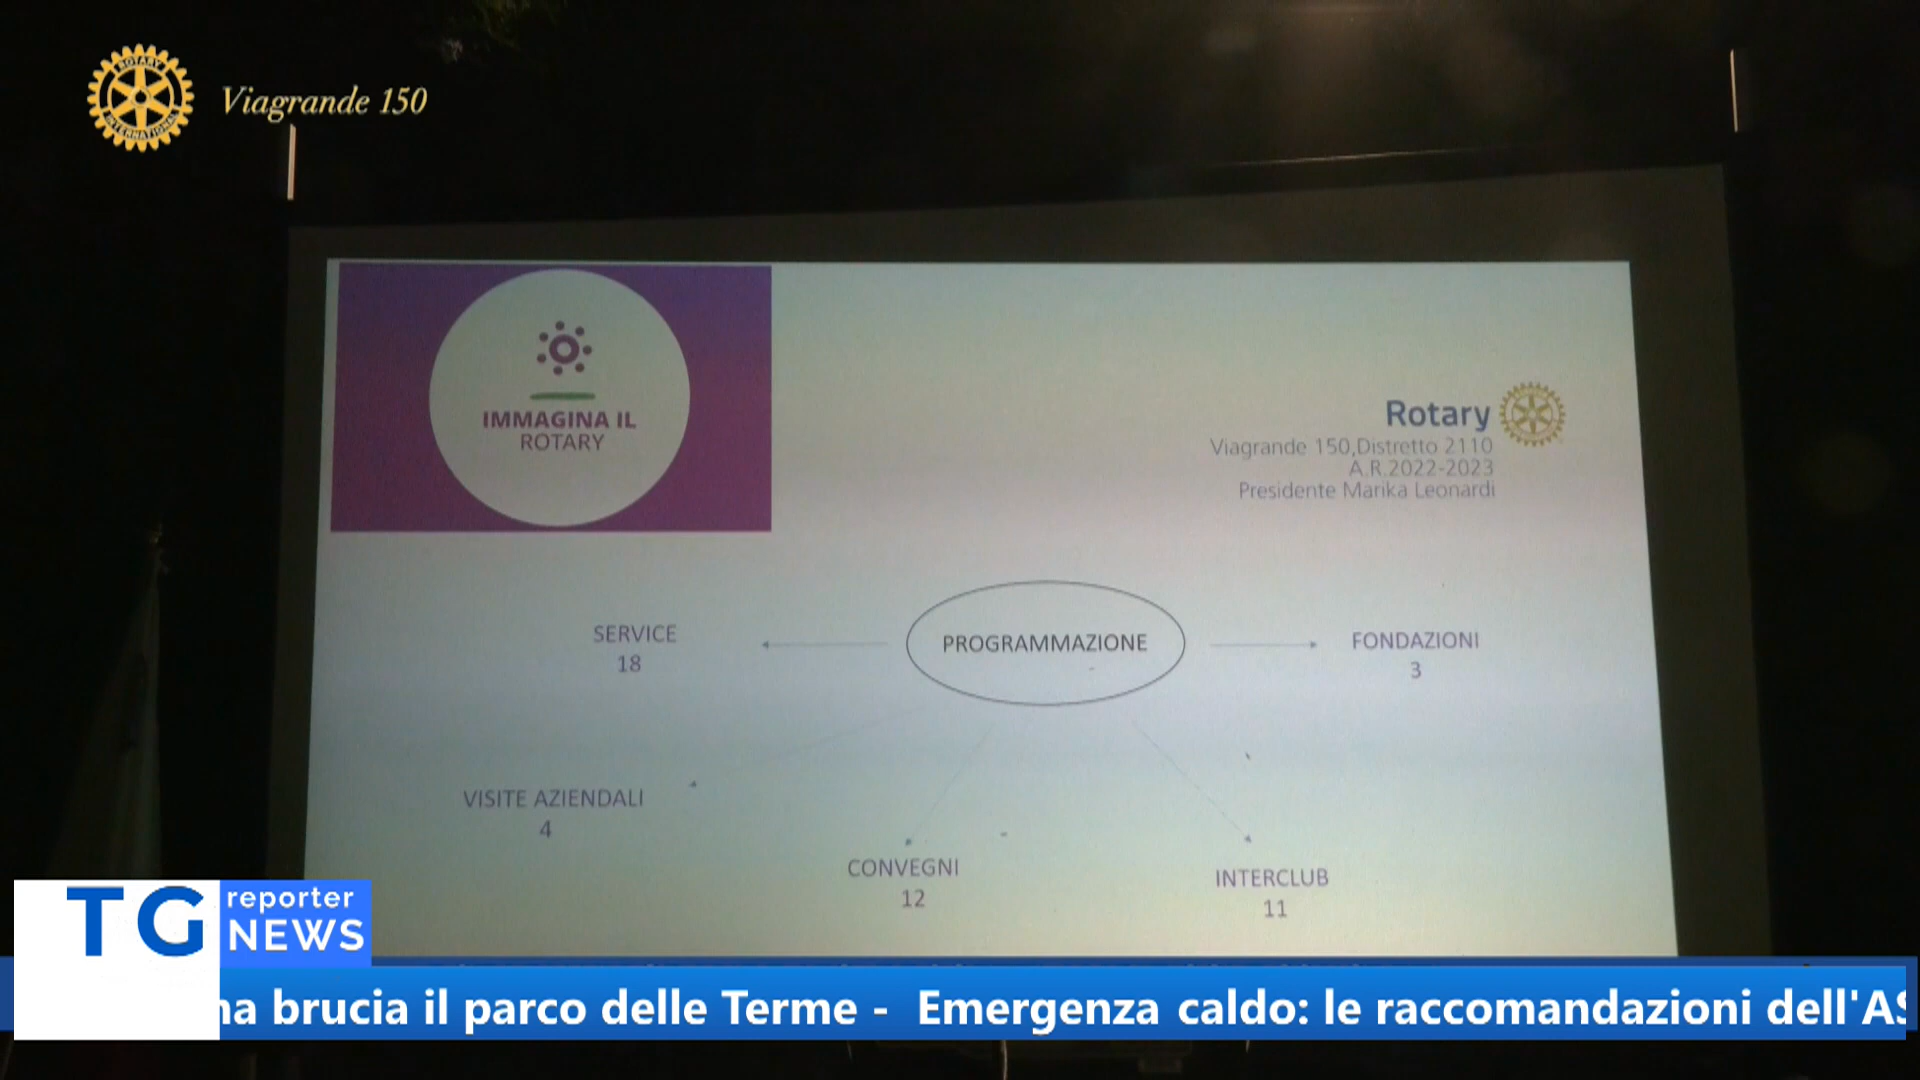 ROTARY
INTERNATIONAL
Viagrande 150
IMMAGINA IL
ROTARY
Rotary
Viagrande 150,Distretto 2110
A.R.2022-2023
Presidente Marika Leonardi
PROGRAMMAZIONE
SERVICE
18
FONDAZIONI
3
VISITE AZIENDALI
4
CONVEGNI
12
INTERCLUB
11
TG reporter
NEWS
brucia il parco delle Terme - Emergenza caldo: le raccomandazioni